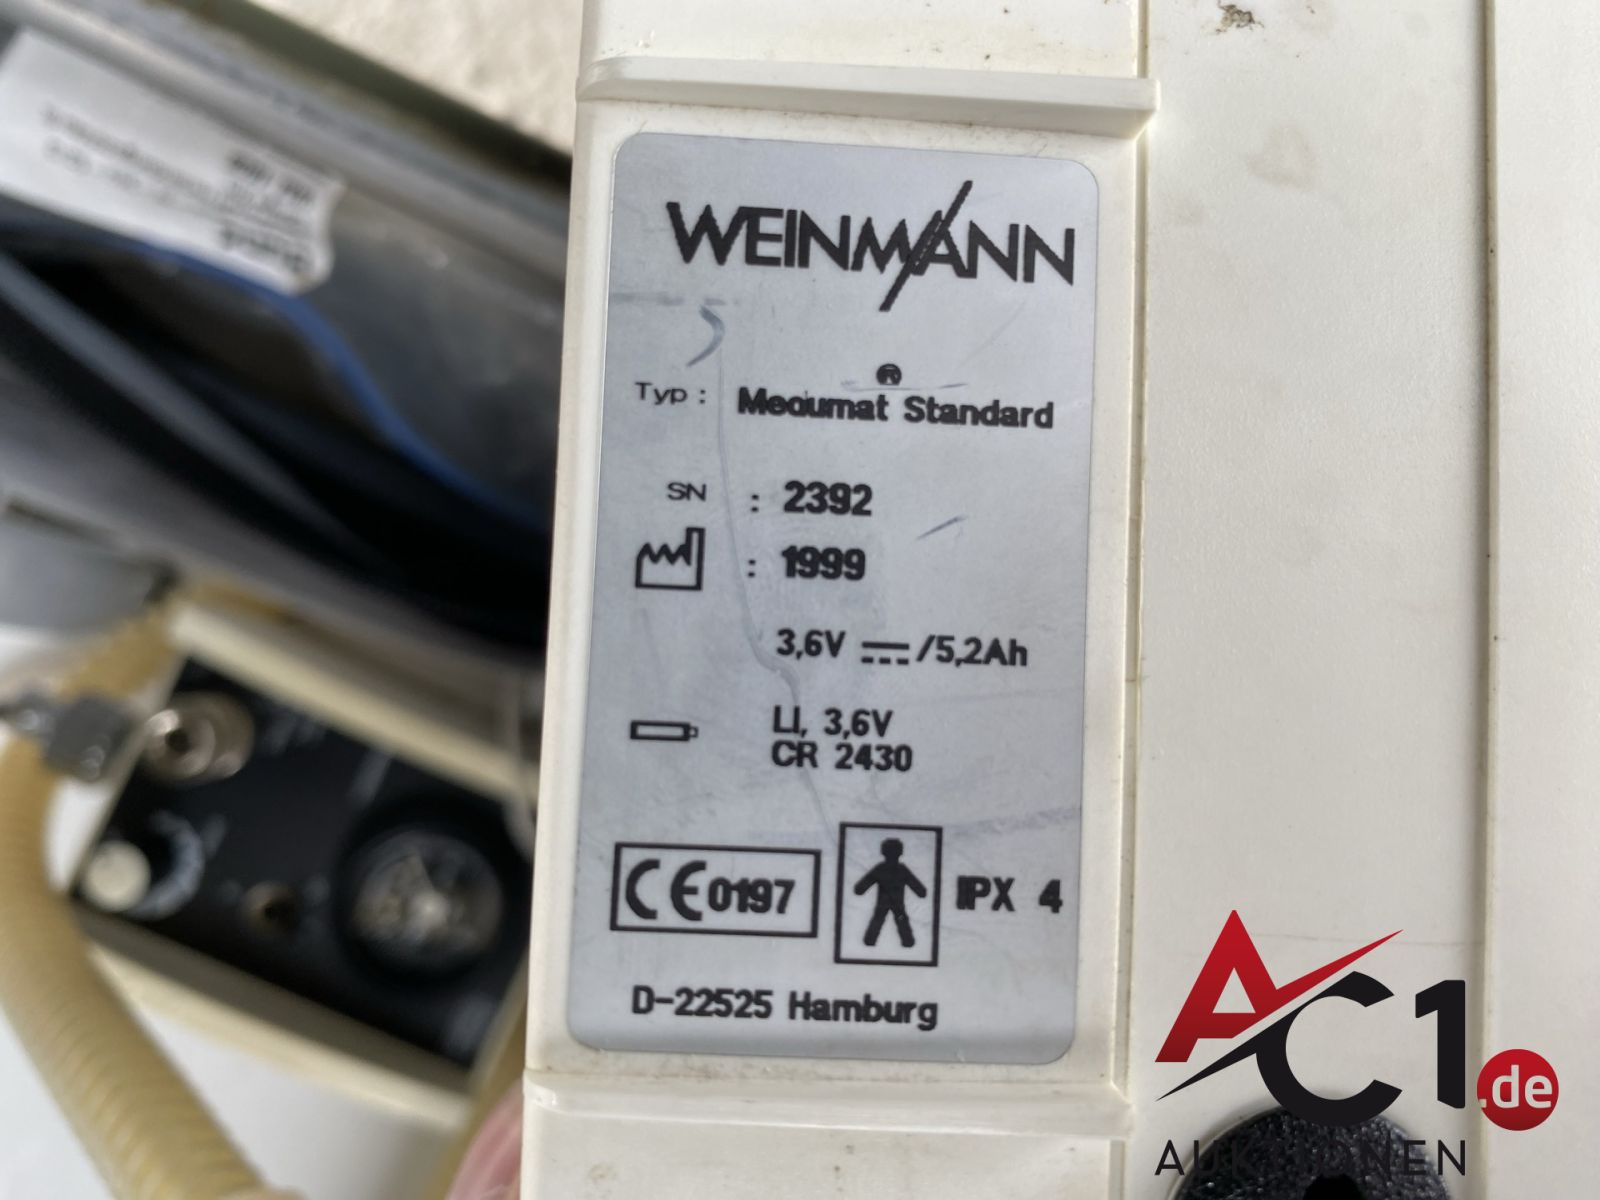 WEINMANN
®
Typ : Medumat Standard
SN : 2392
: 1999
3,6V /5,2Ah
LI, 3,6V
CR 2430
CE 0197
IPX 4
D-22525 Hamburg
AC1.de
AUKTIONEN